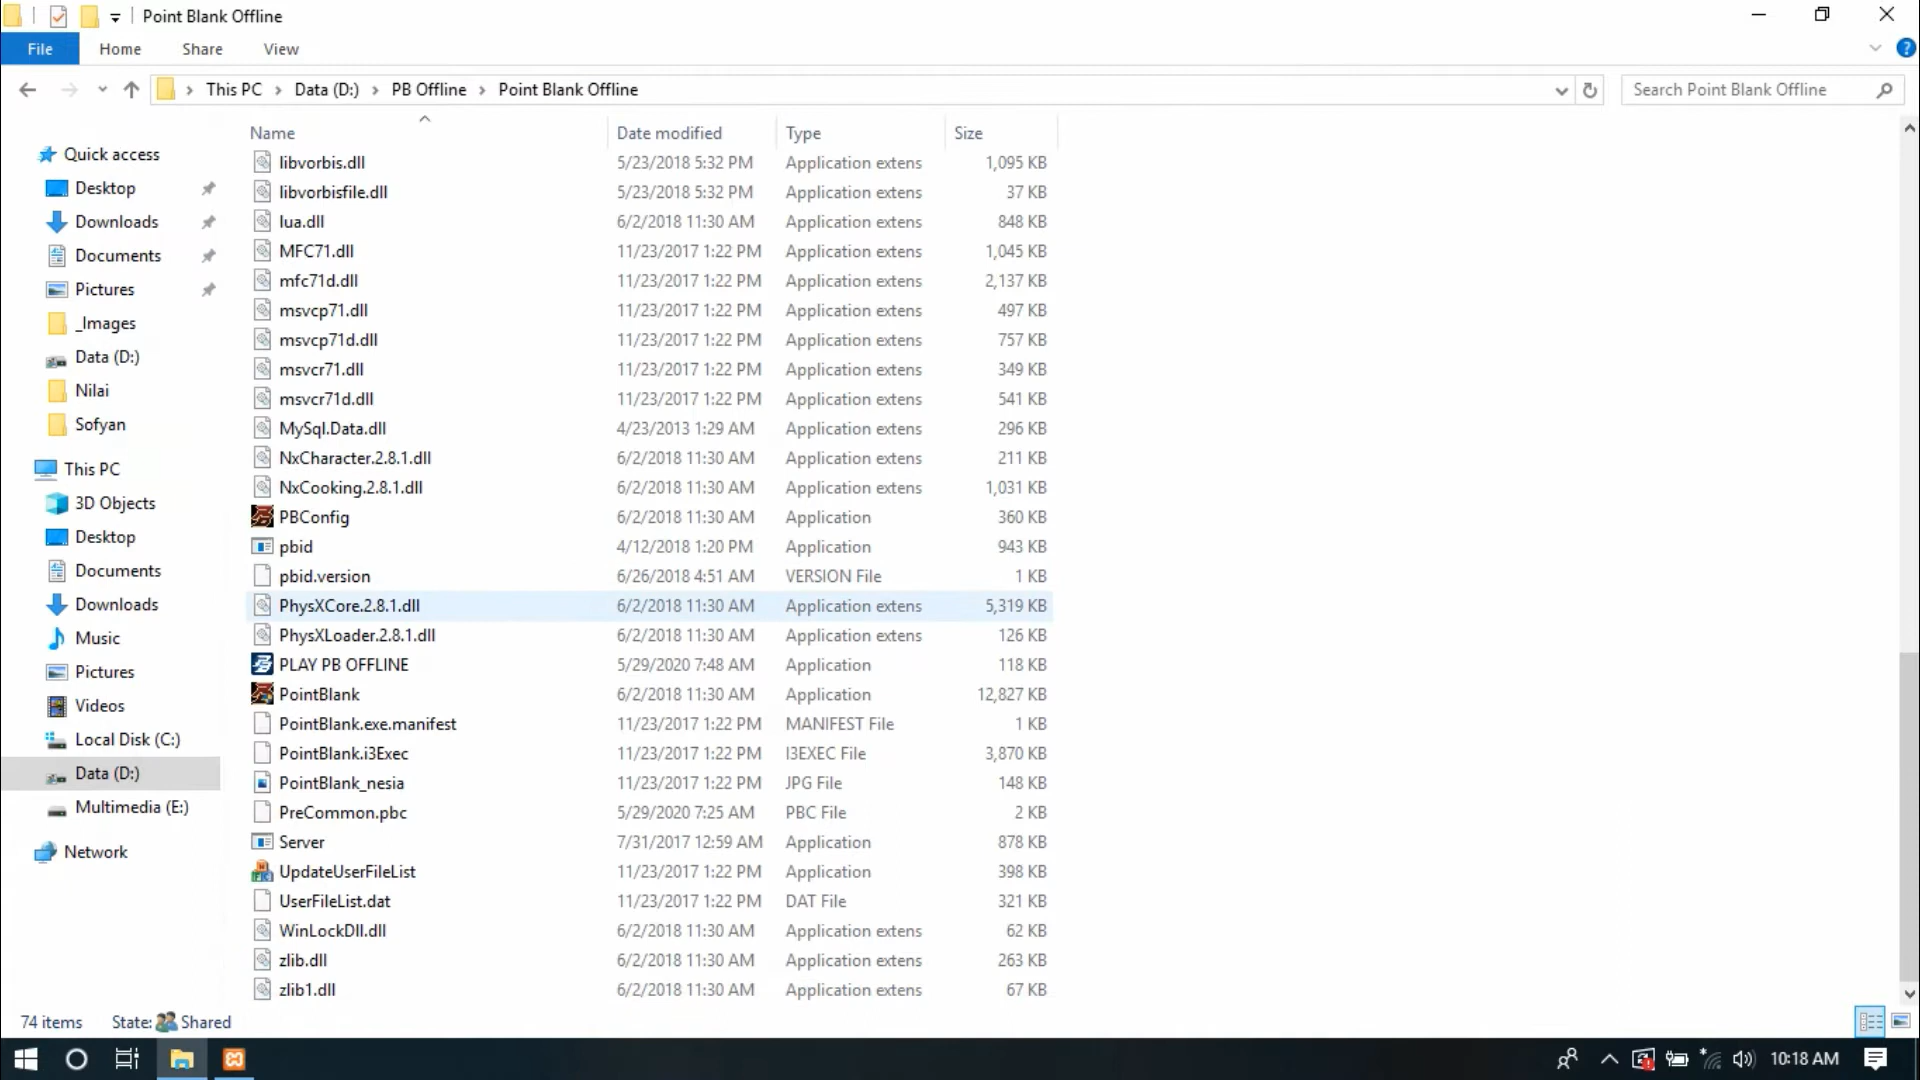 Point Blank Offline
File Home Share View
This PC Data (D:) PB Offline Point Blank Offline Search Point Blank Offline
Name Date modified Type Size
Quick access
Desktop
Downloads
Documents
Pictures
_Images
Data (D:)
Nilai
Sofyan
This PC
3D Objects
Desktop
Documents
Downloads
Music
Pictures
Videos
Local Disk (C:)
Data (D:)
Multimedia (E:)
Network
libvorbis.dll 5/23/2018 5:32 PM Application extens 1,095 KB
libvorbisfile.dll 5/23/2018 5:32 PM Application extens 37 KB
lua.dll 6/2/2018 11:30 AM Application extens 848 KB
MFC71.dll 11/23/2017 1:22 PM Application extens 1,045 KB
mfc71d.dll 11/23/2017 1:22 PM Application extens 2,137 KB
msvcp71.dll 11/23/2017 1:22 PM Application extens 497 KB
msvcp71d.dll 11/23/2017 1:22 PM Application extens 757 KB
msvcr71.dll 11/23/2017 1:22 PM Application extens 349 KB
msvcr71d.dll 11/23/2017 1:22 PM Application extens 541 KB
MySql.Data.dll 4/23/2013 1:29 AM Application extens 296 KB
NxCharacter.2.8.1.dll 6/2/2018 11:30 AM Application extens 211 KB
NxCooking.2.8.1.dll 6/2/2018 11:30 AM Application extens 1,031 KB
PBConfig 6/2/2018 11:30 AM Application 360 KB
pbid 4/12/2018 1:20 PM Application 943 KB
pbid.version 6/26/2018 4:51 AM VERSION File 1 KB
PhysXCore.2.8.1.dll 6/2/2018 11:30 AM Application extens 5,319 KB
PhysXLoader.2.8.1.dll 6/2/2018 11:30 AM Application extens 126 KB
PLAY PB OFFLINE 5/29/2020 7:48 AM Application 118 KB
PointBlank 6/2/2018 11:30 AM Application 12,827 KB
PointBlank.exe.manifest 11/23/2017 1:22 PM MANIFEST File 1 KB
PointBlank.i3Exec 11/23/2017 1:22 PM I3EXEC File 3,870 KB
PointBlank_nesia 11/23/2017 1:22 PM JPG File 148 KB
PreCommon.pbc 5/29/2020 7:25 AM PBC File 2 KB
Server 7/31/2017 12:59 AM Application 878 KB
UpdateUserFileList 11/23/2017 1:22 PM Application 398 KB
UserFileList.dat 11/23/2017 1:22 PM DAT File 321 KB
WinLockDll.dll 6/2/2018 11:30 AM Application extens 62 KB
zlib.dll 6/2/2018 11:30 AM Application extens 263 KB
zlib1.dll 6/2/2018 11:30 AM Application extens 67 KB
74 items State: Shared
10:18 AM